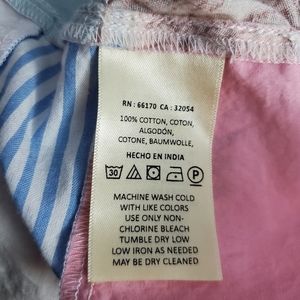 RN : 66170 CA : 32054
100% COTTON, COTON,
ALGODÓN,
COTONE, BAUMWOLLE,
HECHO EN INDIA
30 P
MACHINE WASH COLD
WITH LIKE COLORS
USE ONLY NON-
CHLORINE BLEACH
TUMBLE DRY LOW
LOW IRON AS NEEDED
MAY BE DRY CLEANED